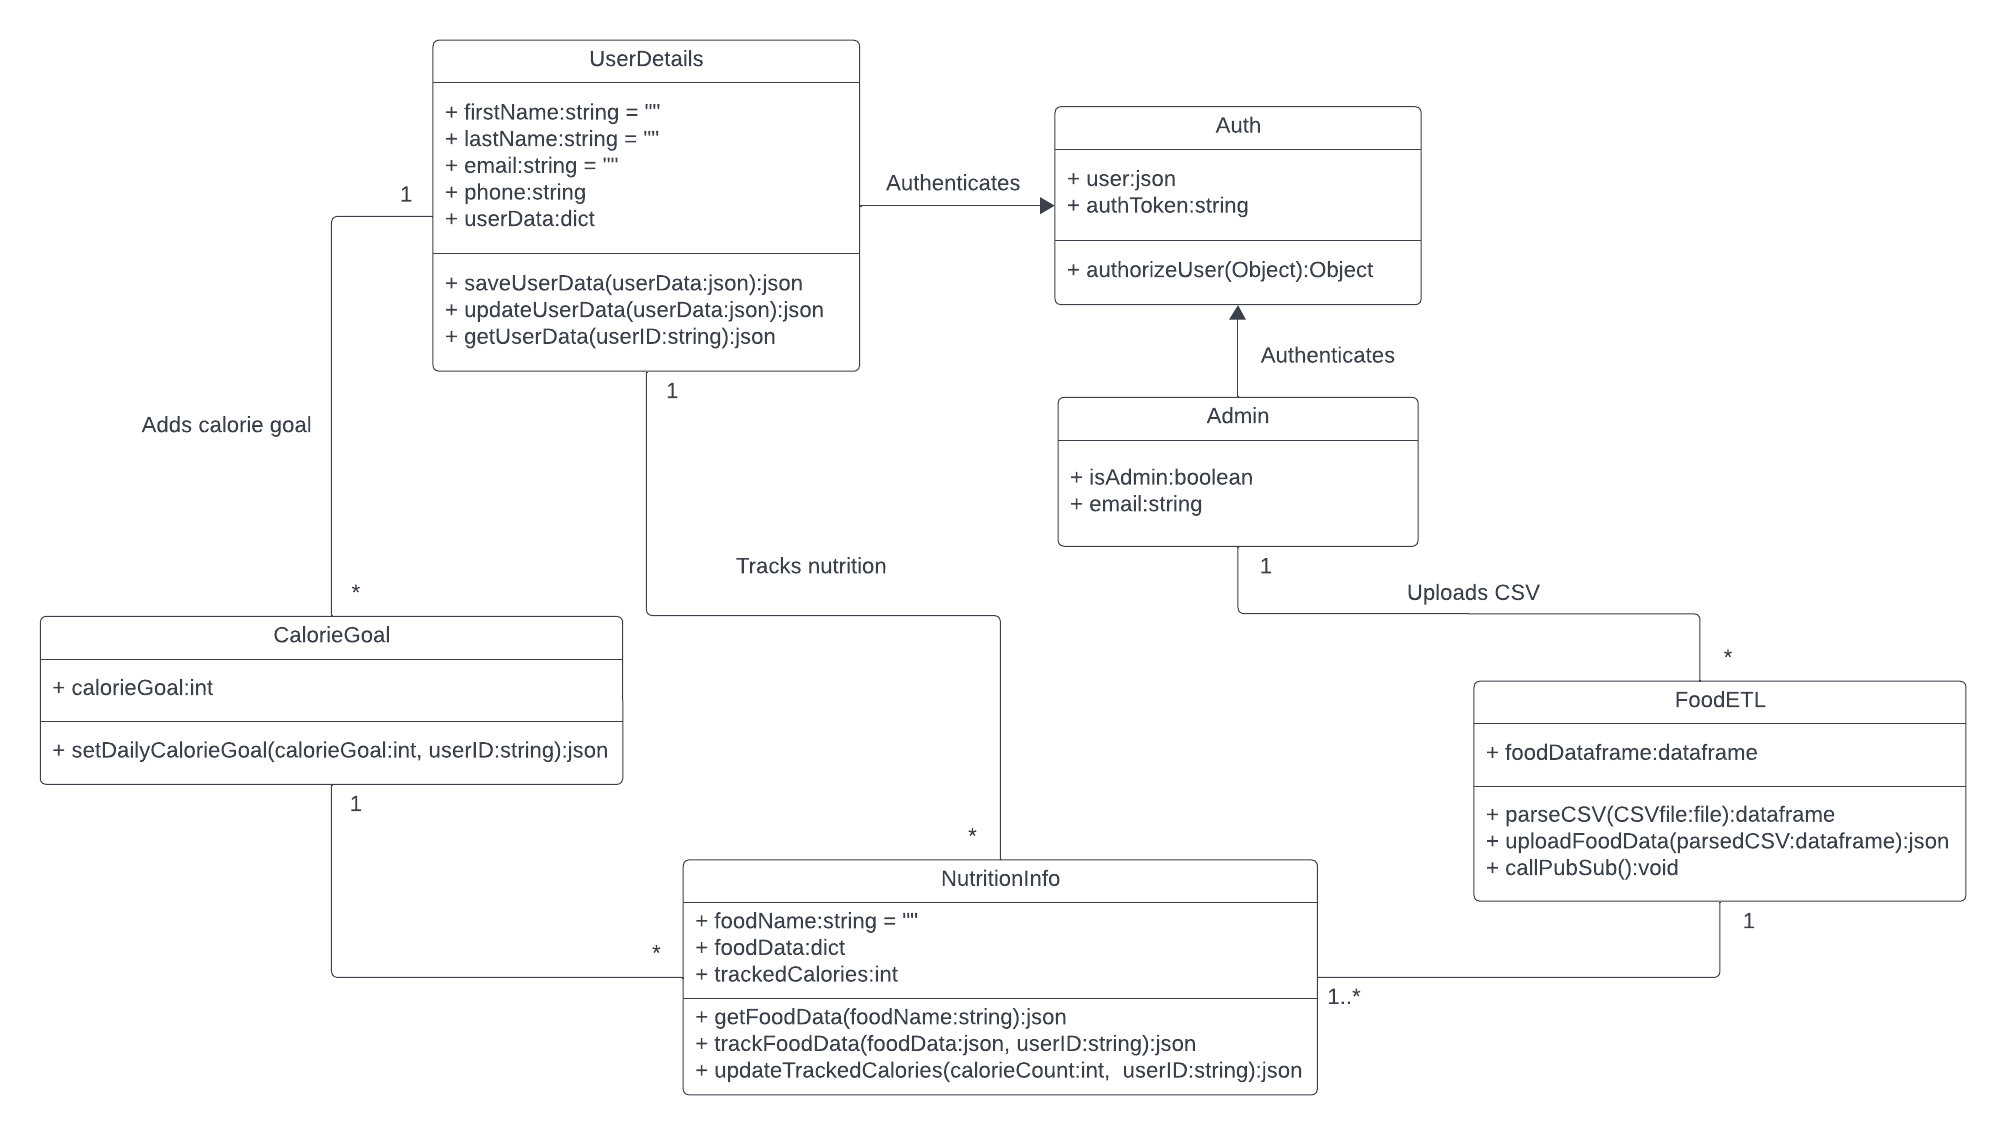 UserDetails
+ firstName:string = ""
+ lastName:string = ""
+ email:string = ""
+ phone:string
+ userData:dict
+ saveUserData(userData:json):json
+ updateUserData(userData:json):json
+ getUserData(userID:string):json
Authenticates
Auth
+ user:json
+ authToken:string
+ authorizeUser(Object):Object
1
1
Authenticates
Admin
+ isAdmin:boolean
+ email:string
Adds calorie goal
Tracks nutrition
1
Uploads CSV
*
*
CalorieGoal
+ calorieGoal:int
+ setDailyCalorieGoal(calorieGoal:int, userID:string):json
1
FoodETL
+ foodDataframe:dataframe
+ parseCSV(CSVfile:file):dataframe
+ uploadFoodData(parsedCSV:dataframe):json
+ callPubSub():void
1
*
*
NutritionInfo
+ foodName:string = ""
+ foodData:dict
+ trackedCalories:int
+ getFoodData(foodName:string):json
+ trackFoodData(foodData:json, userID:string):json
+ updateTrackedCalories(calorieCount:int,  userID:string):json
1..*